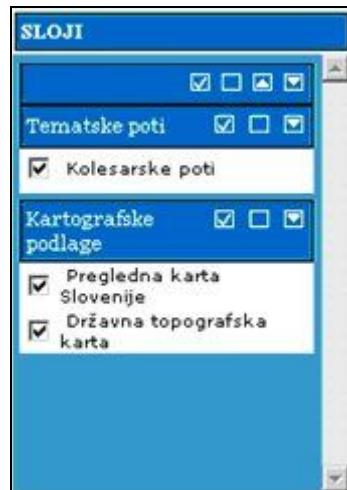 SLOJI
Tematske poti
Kolesarske poti
Kartografske
podlage
Pregledna karta
Slovenije
Državna topografska
karta